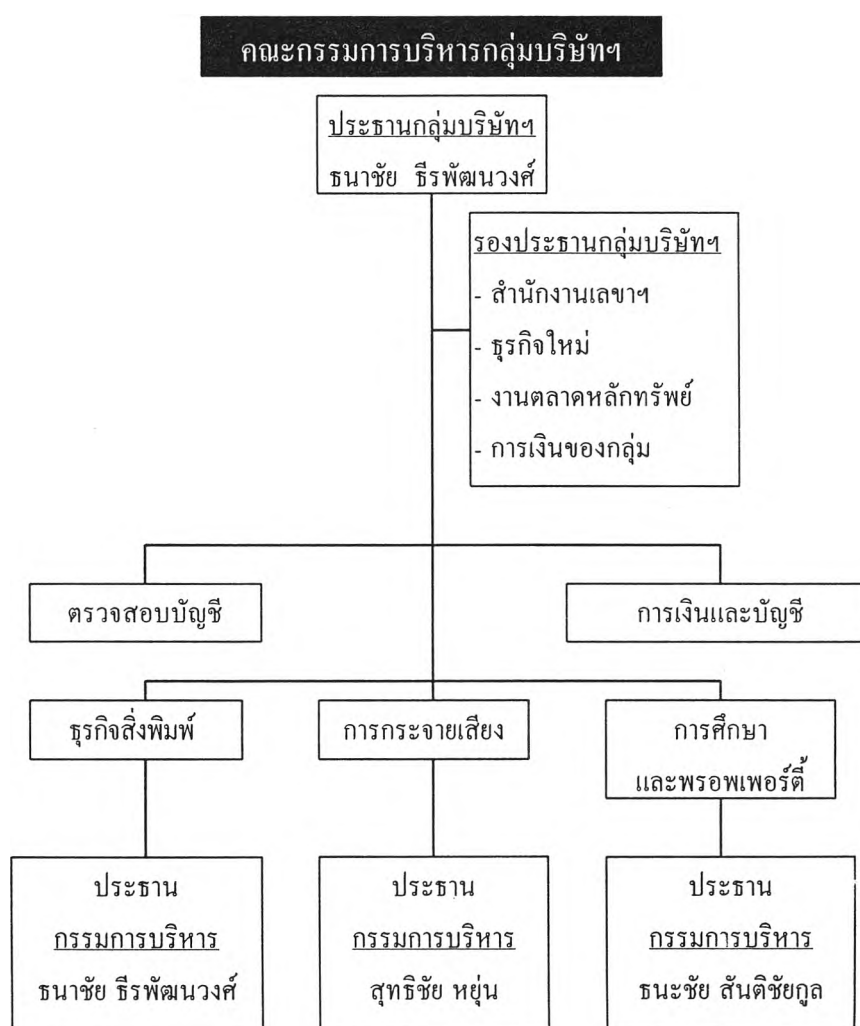 คณะกรรมการบริหารกลุ่มบริษัทฯ
ประธานกลุ่มบริษัทฯ
ธนาชัย ธีรพัฒนวงศ์
รองประธานกลุ่มบริษัทฯ
- สำนักงานเลขาฯ
- ธุรกิจใหม่
- งานตลาดหลักทรัพย์
- การเงินของกลุ่ม
ตรวจสอบบัญชี
การเงินและบัญชี
ธุรกิจสิ่งพิมพ์
การกระจายเสียง
การศึกษา
และพรอพเพอร์ตี้
ประธาน
กรรมการบริหาร
ธนาชัย ธีรพัฒนวงศ์
ประธาน
กรรมการบริหาร
สุทธิชัย หยุ่น
ประธาน
กรรมการบริหาร
ธนะชัย สันติชัยกูล